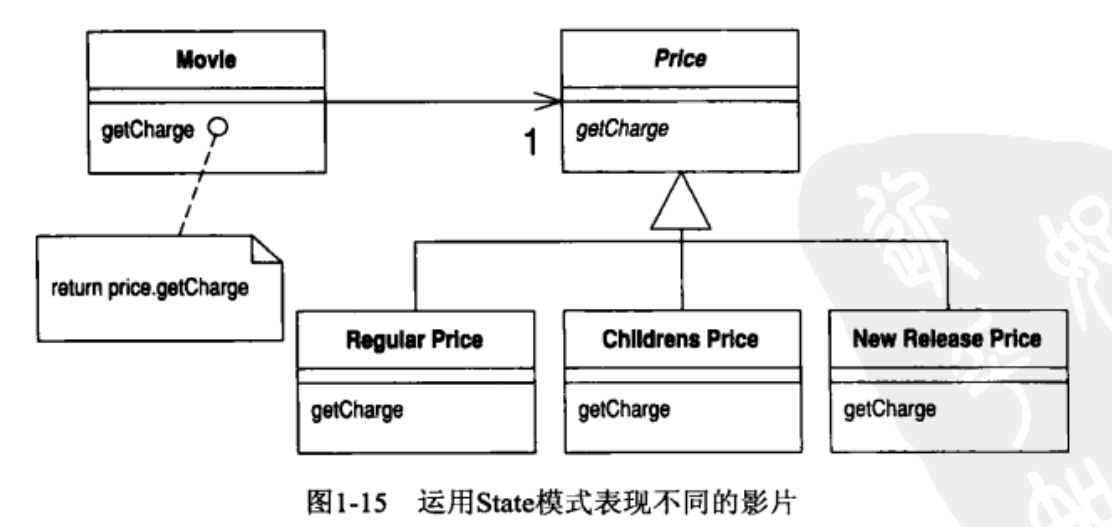 Movie
Price
getCharge
1
getCharge
return price.getCharge
Regular Price
Childrens Price
New Release Price
getCharge
getCharge
getCharge
图1-15 运用State模式表现不同的影片